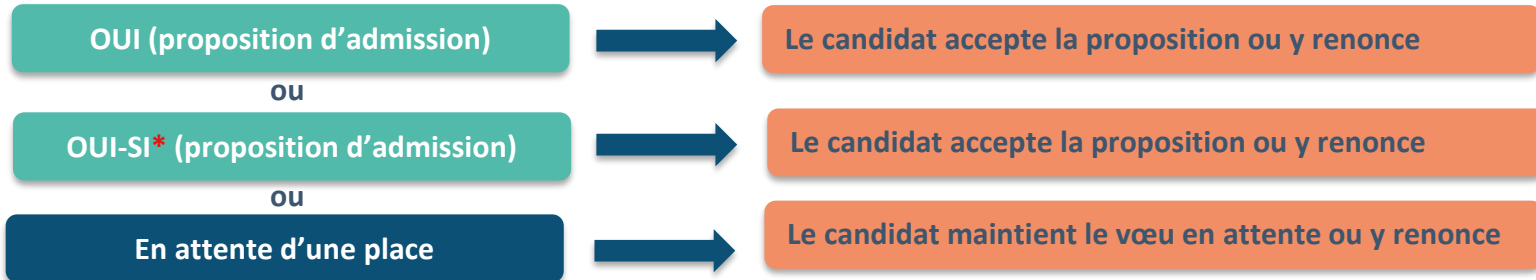 OUI (proposition d'admission)
Le candidat accepte la proposition ou y renonce
ou
OUI-SI* (proposition d'admission)
Le candidat accepte la proposition ou y renonce
ou
En attente d'une place
Le candidat maintient le vœu en attente ou y renonce